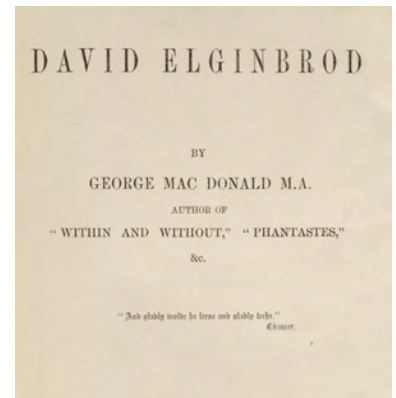 DAVID ELGINBROD
BY
GEORGE MAC DONALD M.A.
AUTHOR OF
“ WITHIN AND WITHOUT,” “ PHANTASTES,”
&c.
“ And gladly wolde he lerne and gladly teche.”
Chaucer.